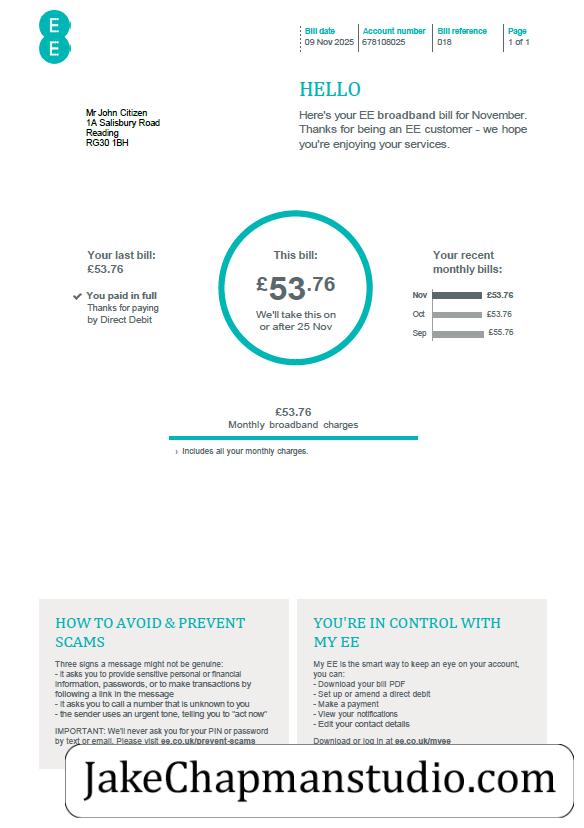 E
E
Bill date
09 Nov 2025
Account number
678108025
Bill reference
018
Page
1 of 1
HELLO
Here's your EE broadband bill for November.
Thanks for being an EE customer - we hope
you're enjoying your services.
Mr John Citizen
1A Salisbury Road
Reading
RG30 1BH
Your last bill:
£53.76
You paid in full
Thanks for paying
by Direct Debit
This bill:
£53.76
We'll take this on
or after 25 Nov
Your recent
monthly bills:
Nov £53.76
Oct £53.76
Sep £55.76
£53.76
Monthly broadband charges
› Includes all your monthly charges.
HOW TO AVOID & PREVENT
SCAMS
Three signs a message might not be genuine:
- it asks you to provide sensitive personal or financial
information, passwords, or to make transactions by
following a link in the message
- it asks you to call a number that is unknown to you
- the sender uses an urgent tone, telling you to "act now"
IMPORTANT: We'll never ask you for your PIN or password
by text or email. Please visit ee.co.uk/prevent-scams
YOU'RE IN CONTROL WITH
MY EE
My EE is the smart way to keep an eye on your account,
you can:
- Download your bill PDF
- Set up or amend a direct debit
- Make a payment
- View your notifications
- Edit your contact details
Download or log in at ee.co.uk/myee
JakeChapmanstudio.com